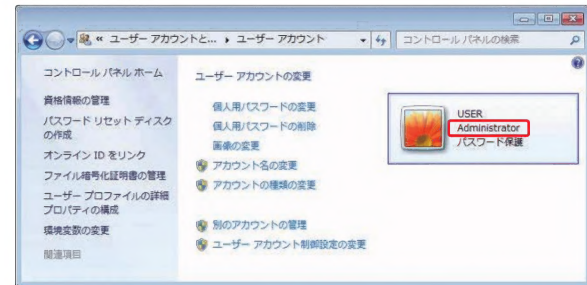 « ユーザー アカウントと... ▸ ユーザー アカウント
コントロール パネルの検索
コントロール パネル ホーム
資格情報の管理
パスワード リセット ディスク
の作成
オンライン ID をリンク
ファイル暗号化証明書の管理
ユーザー プロファイルの詳細
プロパティの構成
環境変数の変更
関連項目
ユーザー アカウントの変更
個人用パスワードの変更
個人用パスワードの削除
画像の変更
アカウント名の変更
アカウントの種類の変更
別のアカウントの管理
ユーザー アカウント制御設定の変更
USER
Administrator
パスワード保護